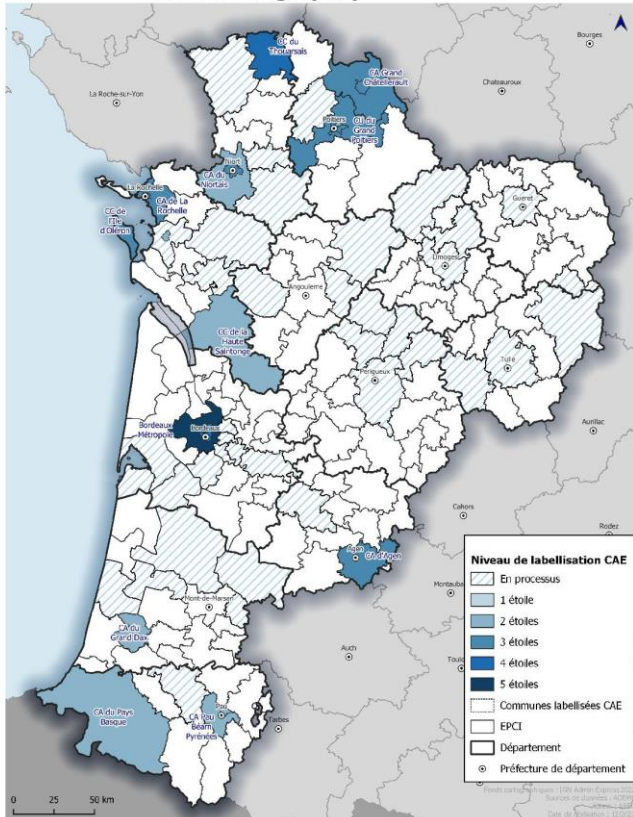 CC du
Thouarsais
Bourges
La Roche-sur-Yon
CA Grand
Châtellerault
Châteauroux
Poitiers
CU du
Grand
Poitiers
Niort
CA du
Niortais
La Rochelle
CA de La
Rochelle
CC de
l'Ile
d'Oléron
Guéret
Limoges
Angoulême
CC de la
Haute
Saintonge
Périgueux
Tulle
Bordeaux
Métropole
Bordeaux
Aurillac
Cahors
Rodez
Agen
CA d'Agen
Mont-de-Marsan
CA du
Grand Dax
Auch
CA du Pays
Basque
Pau
CA Pau
Béarn
Pyrénées
Tarbes
Niveau de labellisation CAE
En processus
1 étoile
2 étoiles
3 étoiles
4 étoiles
5 étoiles
Communes labellisées CAE
EPCI
Département
Préfecture de département
0 25 50 km